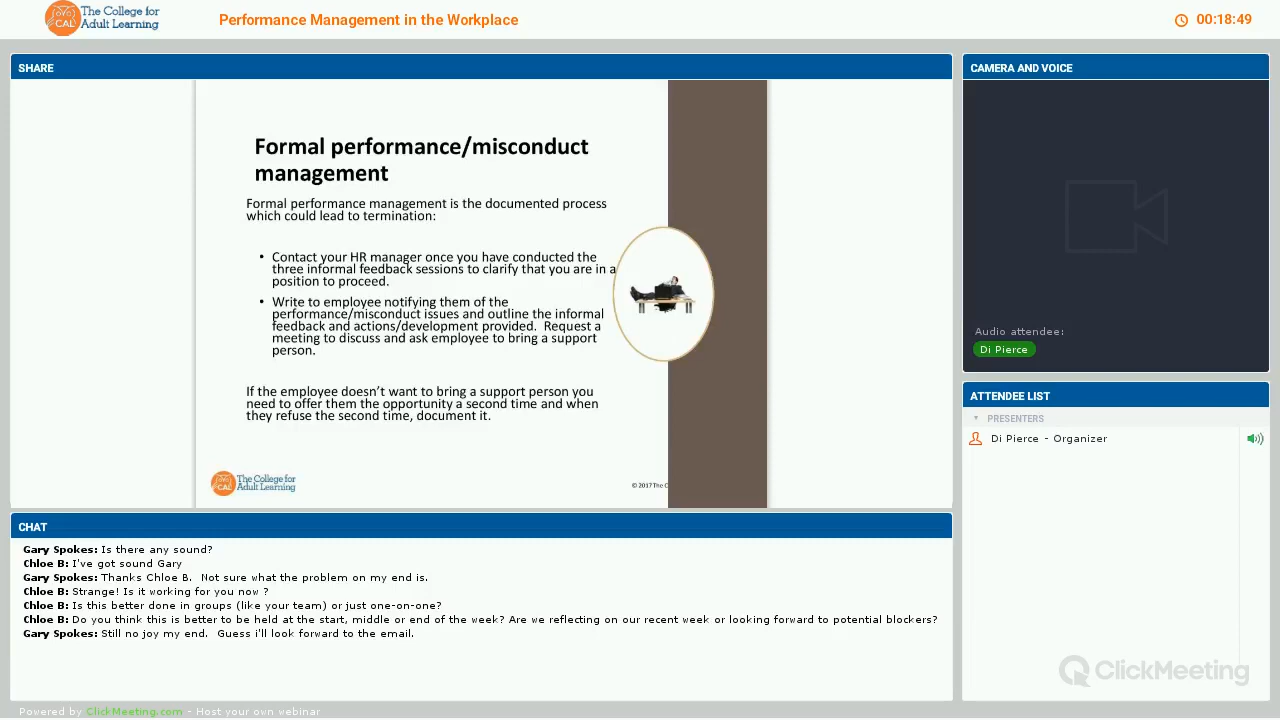 The College for
Adult Learning
CAL
Performance Management in the Workplace
00:18:49
SHARE
Formal performance/misconduct
management
Formal performance management is the documented process
which could lead to termination:
• Contact your HR manager once you have conducted the
three informal feedback sessions to clarify that you are in a
position to proceed.
• Write to employee notifying them of the
performance/misconduct issues and outline the informal
feedback and actions/development provided.  Request a
meeting to discuss and ask employee to bring a support
person.
If the employee doesn't want to bring a support person you
need to offer them the opportunity a second time and when
they refuse the second time, document it.
CAL
The College for
Adult Learning
© 2017 The C
CAMERA AND VOICE
Audio attendee:
Di Pierce
ATTENDEE LIST
PRESENTERS
Di Pierce - Organizer
CHAT
Gary Spokes: Is there any sound?
Chloe B: I've got sound Gary
Gary Spokes: Thanks Chloe B.  Not sure what the problem on my end is.
Chloe B: Strange! Is it working for you now ?
Chloe B: Is this better done in groups (like your team) or just one-on-one?
Chloe B: Do you think this is better to be held at the start, middle or end of the week? Are we reflecting on our recent week or looking forward to potential blockers?
Gary Spokes: Still no joy my end.  Guess i'll look forward to the email.
ClickMeeting
Powered by ClickMeeting.com - Host your own webinar